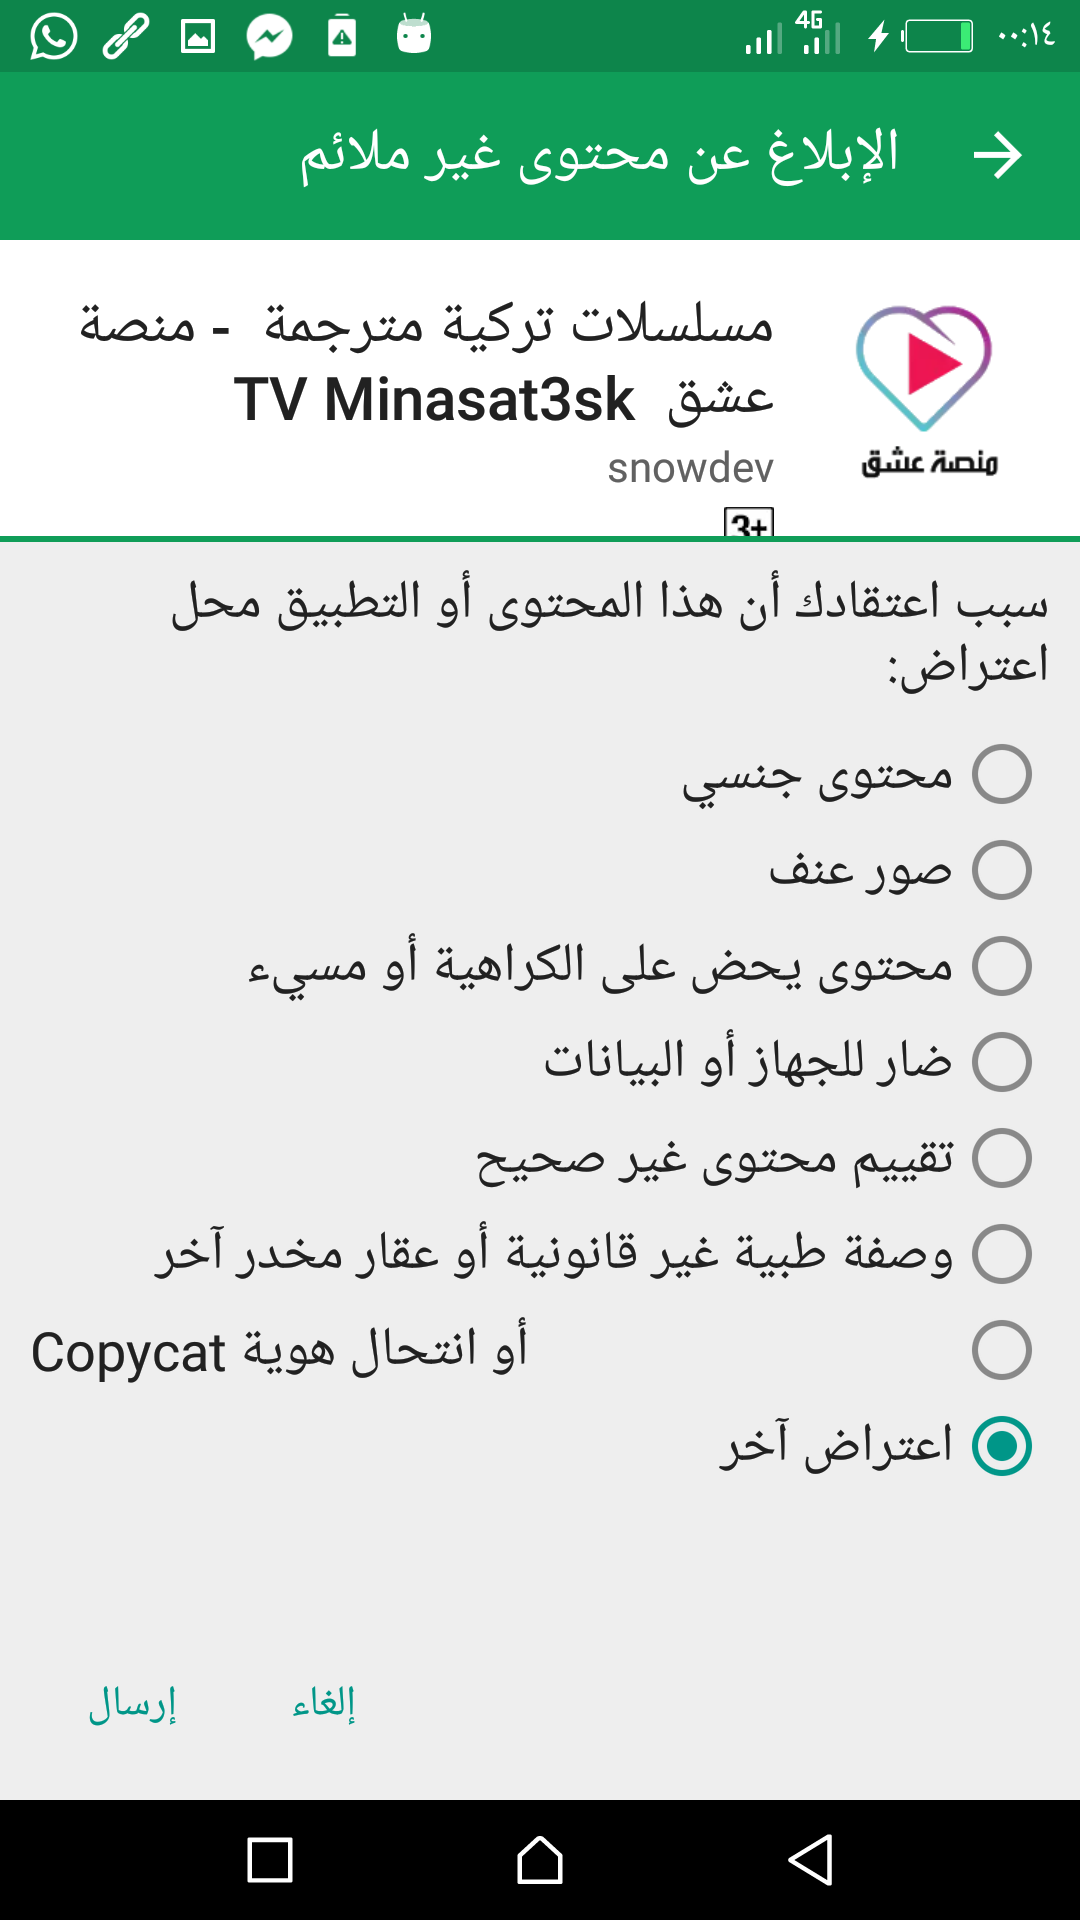 4G
٠٠:١٤
الإبلاغ عن محتوى غير ملائم
مسلسلات تركية مترجمة - منصة
عشق TV Minasat3sk
snowdev
3+
منصة عشق
سبب اعتقادك أن هذا المحتوى أو التطبيق محل
اعتراض:
محتوى جنسي
صور عنف
محتوى يحض على الكراهية أو مسيء
ضار للجهاز أو البيانات
تقييم محتوى غير صحيح
وصفة طبية غير قانونية أو عقار مخدر آخر
Copycat أو انتحال هوية
اعتراض آخر
إلغاء
إرسال